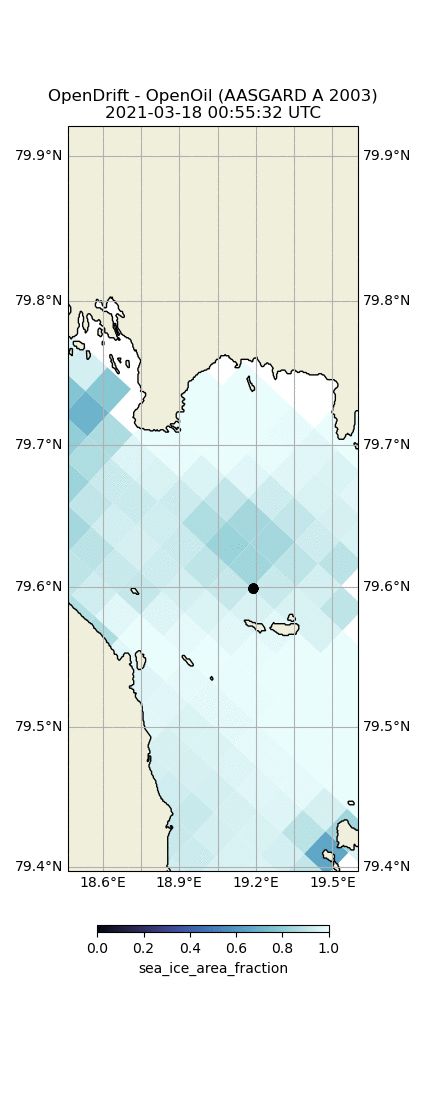 OpenDrift - OpenOil (AASGARD A 2003)
2021-03-18 00:55:32 UTC
79.9°N 79.9°N
79.8°N 79.8°N
79.7°N 79.7°N
79.6°N 79.6°N
79.5°N 79.5°N
79.4°N 79.4°N
18.6°E 18.9°E 19.2°E 19.5°E
0.0 0.2 0.4 0.6 0.8 1.0
sea_ice_area_fraction